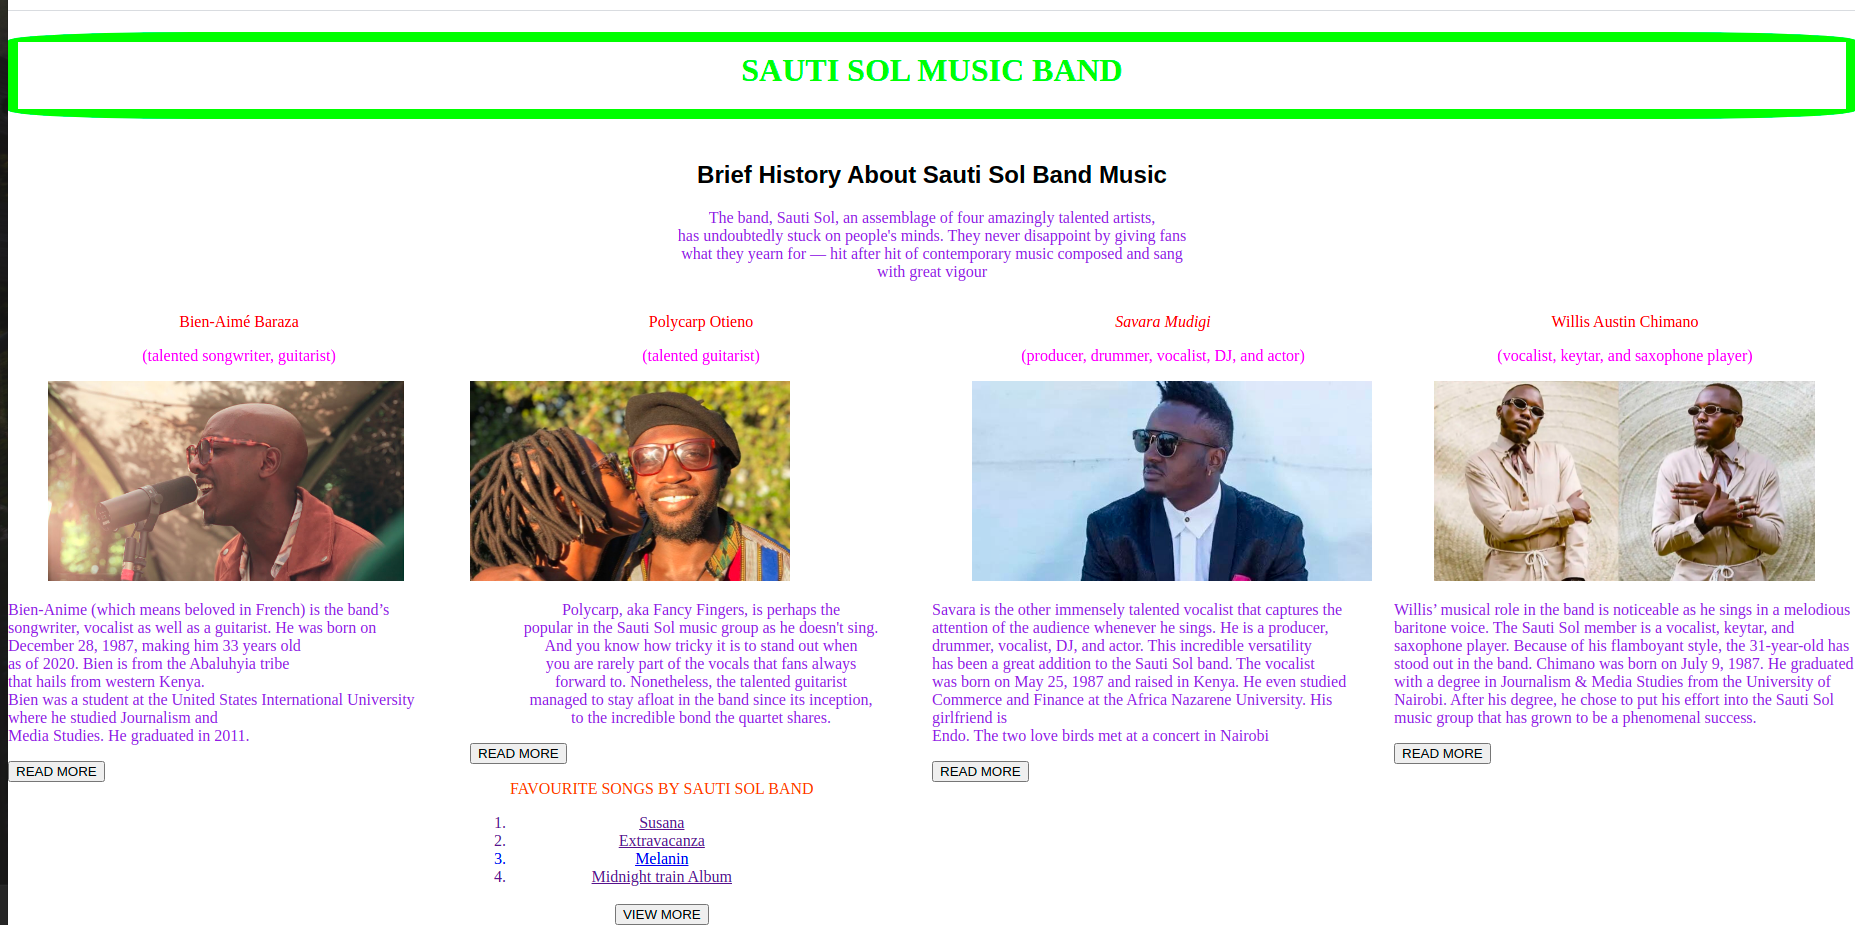 SAUTI SOL MUSIC BAND
Brief History About Sauti Sol Band Music
The band, Sauti Sol, an assemblage of four amazingly talented artists,
has undoubtedly stuck on people's minds. They never disappoint by giving fans
what they yearn for — hit after hit of contemporary music composed and sang
with great vigour
Bien-Aimé Baraza
(talented songwriter, guitarist)
Bien-Anime (which means beloved in French) is the band’s
songwriter, vocalist as well as a guitarist. He was born on
December 28, 1987, making him 33 years old
as of 2020. Bien is from the Abaluhyia tribe
that hails from western Kenya.
Bien was a student at the United States International University
where he studied Journalism and
Media Studies. He graduated in 2011.
READ MORE
Polycarp Otieno
(talented guitarist)
Polycarp, aka Fancy Fingers, is perhaps the
popular in the Sauti Sol music group as he doesn't sing.
And you know how tricky it is to stand out when
you are rarely part of the vocals that fans always
forward to. Nonetheless, the talented guitarist
managed to stay afloat in the band since its inception,
to the incredible bond the quartet shares.
READ MORE
FAVOURITE SONGS BY SAUTI SOL BAND
1. Susana
2. Extravacanza
3. Melanin
4. Midnight train Album
VIEW MORE
Savara Mudigi
(producer, drummer, vocalist, DJ, and actor)
Savara is the other immensely talented vocalist that captures the
attention of the audience whenever he sings. He is a producer,
drummer, vocalist, DJ, and actor. This incredible versatility
has been a great addition to the Sauti Sol band. The vocalist
was born on May 25, 1987 and raised in Kenya. He even studied
Commerce and Finance at the Africa Nazarene University. His
girlfriend is
Endo. The two love birds met at a concert in Nairobi
READ MORE
Willis Austin Chimano
(vocalist, keytar, and saxophone player)
Willis’ musical role in the band is noticeable as he sings in a melodious
baritone voice. The Sauti Sol member is a vocalist, keytar, and
saxophone player. Because of his flamboyant style, the 31-year-old has
stood out in the band. Chimano was born on July 9, 1987. He graduated
with a degree in Journalism & Media Studies from the University of
Nairobi. After his degree, he chose to put his effort into the Sauti Sol
music group that has grown to be a phenomenal success.
READ MORE